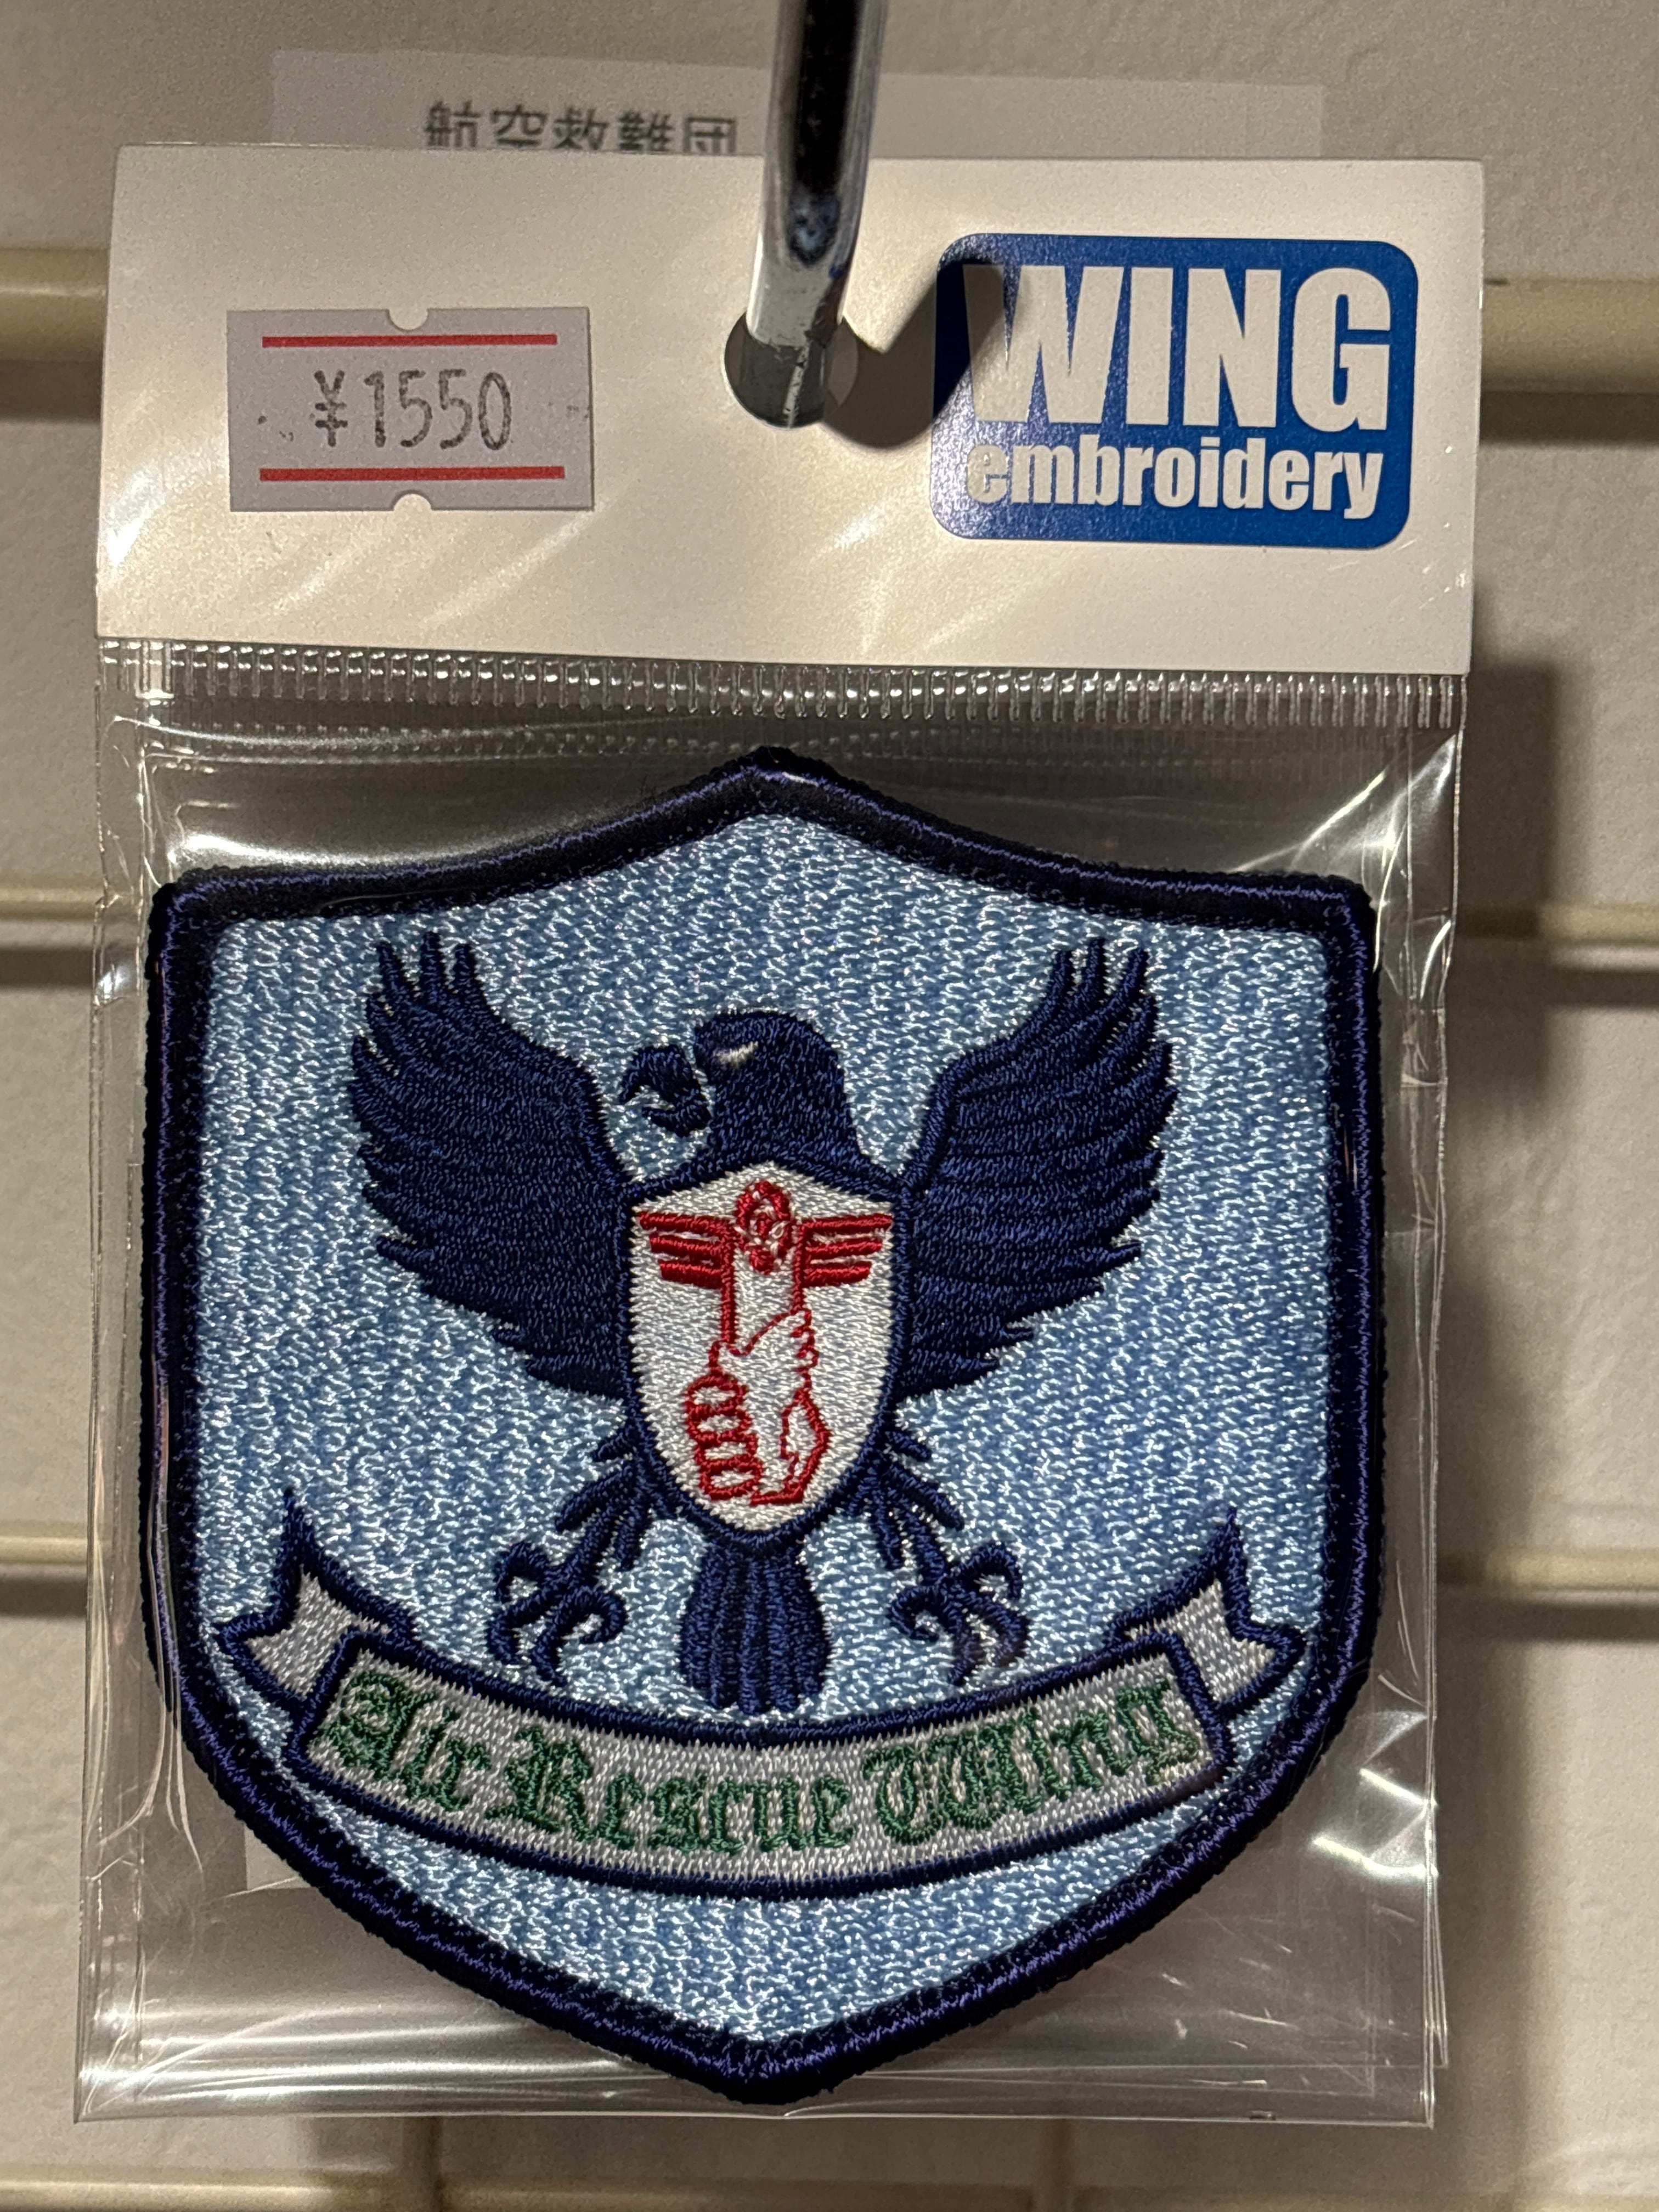 航空救難団
¥1550
WING
embroidery
Air Rescue Wing